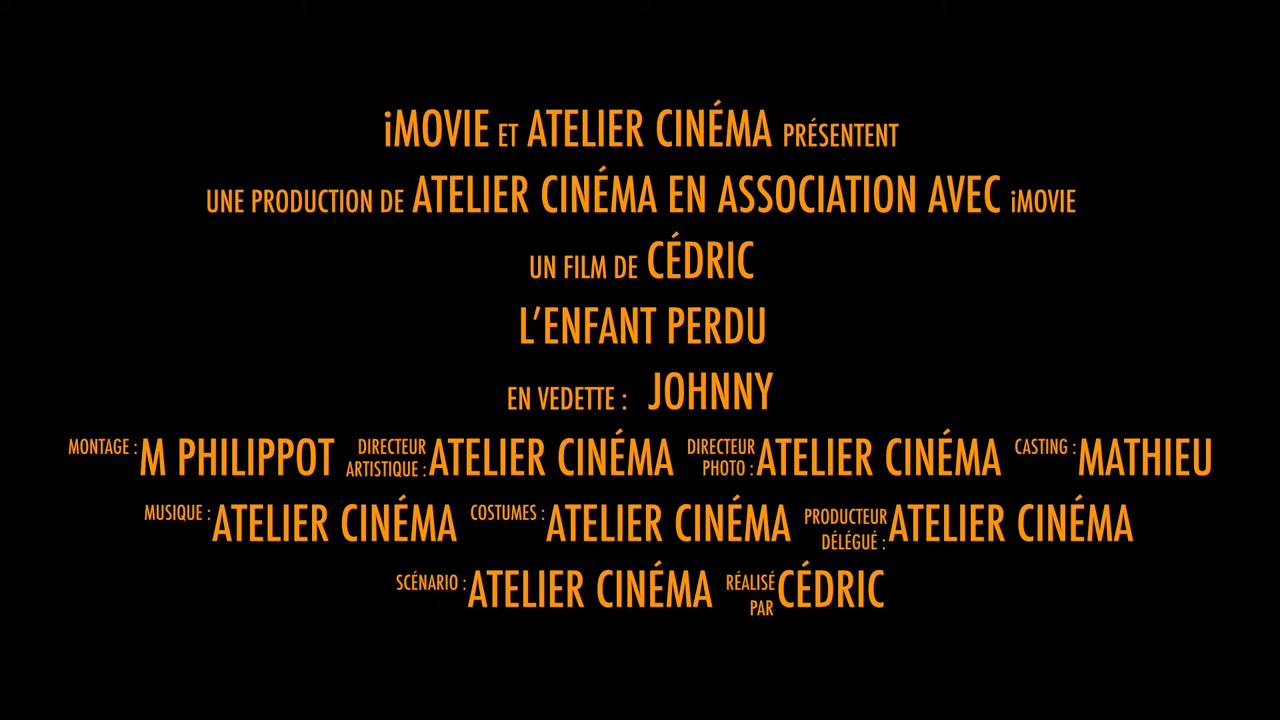 iMOVIE ET ATELIER CINÉMA PRÉSENTENT
UNE PRODUCTION DE ATELIER CINÉMA EN ASSOCIATION AVEC iMOVIE
UN FILM DE CÉDRIC
L’ENFANT PERDU
EN VEDETTE : JOHNNY
MONTAGE : M PHILIPPOT DIRECTEUR ARTISTIQUE : ATELIER CINÉMA DIRECTEUR PHOTO : ATELIER CINÉMA CASTING : MATHIEU
MUSIQUE : ATELIER CINÉMA COSTUMES : ATELIER CINÉMA PRODUCTEUR DÉLÉGUÉ : ATELIER CINÉMA
SCÉNARIO : ATELIER CINÉMA RÉALISÉ PAR CÉDRIC